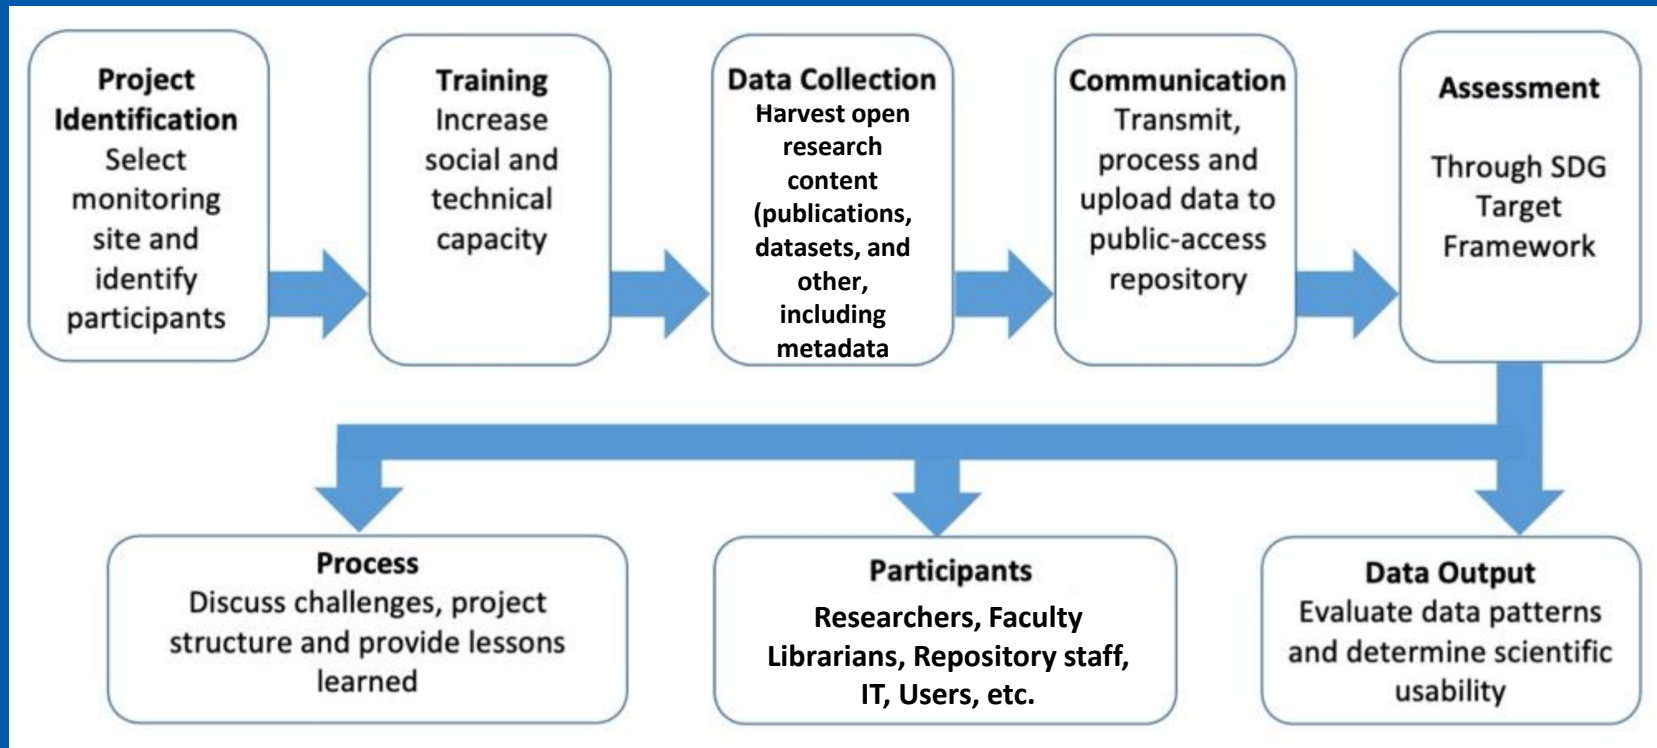 Project
Identification
Select
monitoring
site and
identify
participants
Training
Increase
social and
technical
capacity
Data Collection
Harvest open
research
content
(publications,
datasets, and
other,
including
metadata
Communication
Transmit,
process and
upload data to
public-access
repository
Assessment
Through SDG
Target
Framework
Process
Discuss challenges, project
structure and provide lessons
learned
Participants
Researchers, Faculty
Librarians, Repository staff,
IT, Users, etc.
Data Output
Evaluate data patterns
and determine scientific
usability